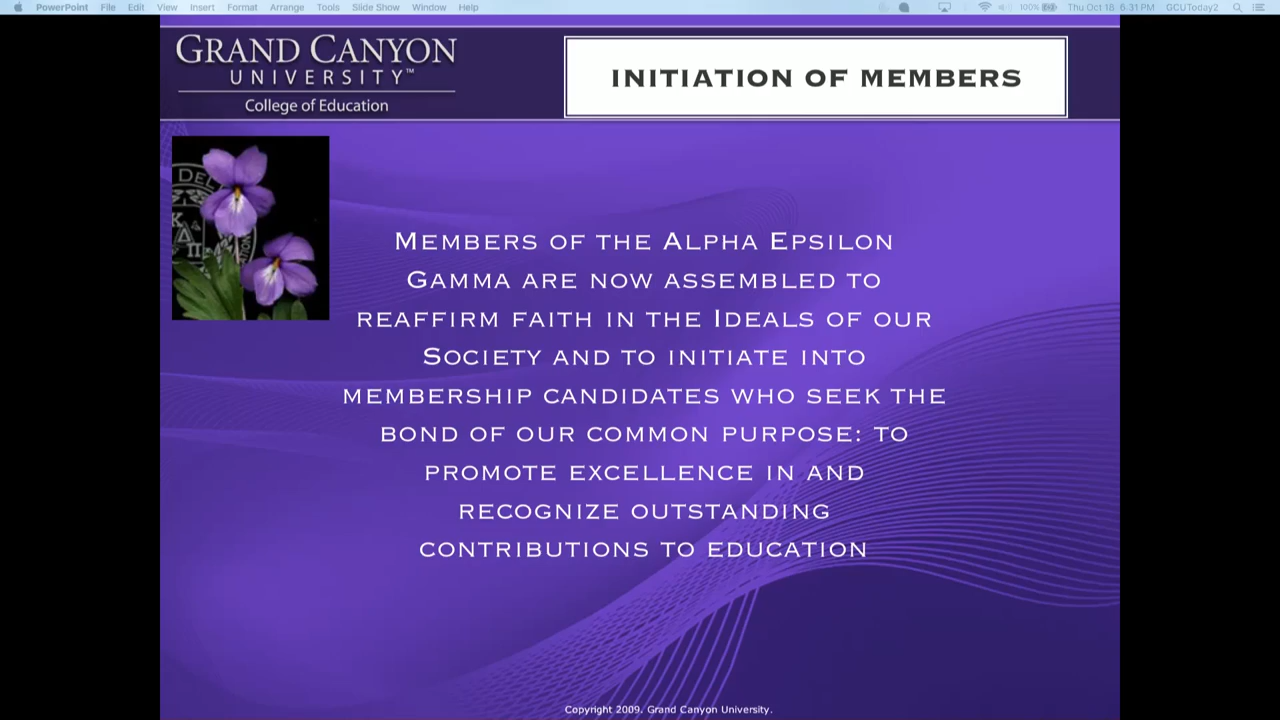 PowerPoint File Edit View Insert Format Arrange Tools Slide Show Window Help 100% Thu Oct 18 6:31 PM GCUToday2
GRAND CANYON
UNIVERSITY™
College of Education
INITIATION OF MEMBERS
DEL
K
Δ
Π
MEMBERS OF THE ALPHA EPSILON
GAMMA ARE NOW ASSEMBLED TO
REAFFIRM FAITH IN THE IDEALS OF OUR
SOCIETY AND TO INITIATE INTO
MEMBERSHIP CANDIDATES WHO SEEK THE
BOND OF OUR COMMON PURPOSE: TO
PROMOTE EXCELLENCE IN AND
RECOGNIZE OUTSTANDING
CONTRIBUTIONS TO EDUCATION
Copyright 2009. Grand Canyon University.